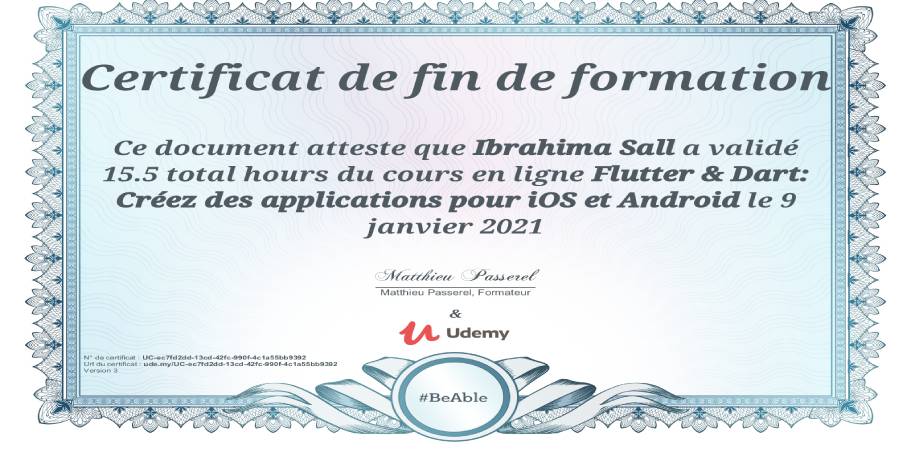 Certificat de fin de formation
Ce document atteste que Ibrahima Sall a validé
15.5 total hours du cours en ligne Flutter & Dart:
Créez des applications pour iOS et Android le 9
janvier 2021
Matthieu Passerel
Matthieu Passerel, Formateur
&
Udemy
N° de certificat : UC-ec7fd2dd-13cd-42fc-990f-4c1a55bb9392
Url du certificat : ude.my/UC-ec7fd2dd-13cd-42fc-990f-4c1a55bb9392
Version 3
#BeAble